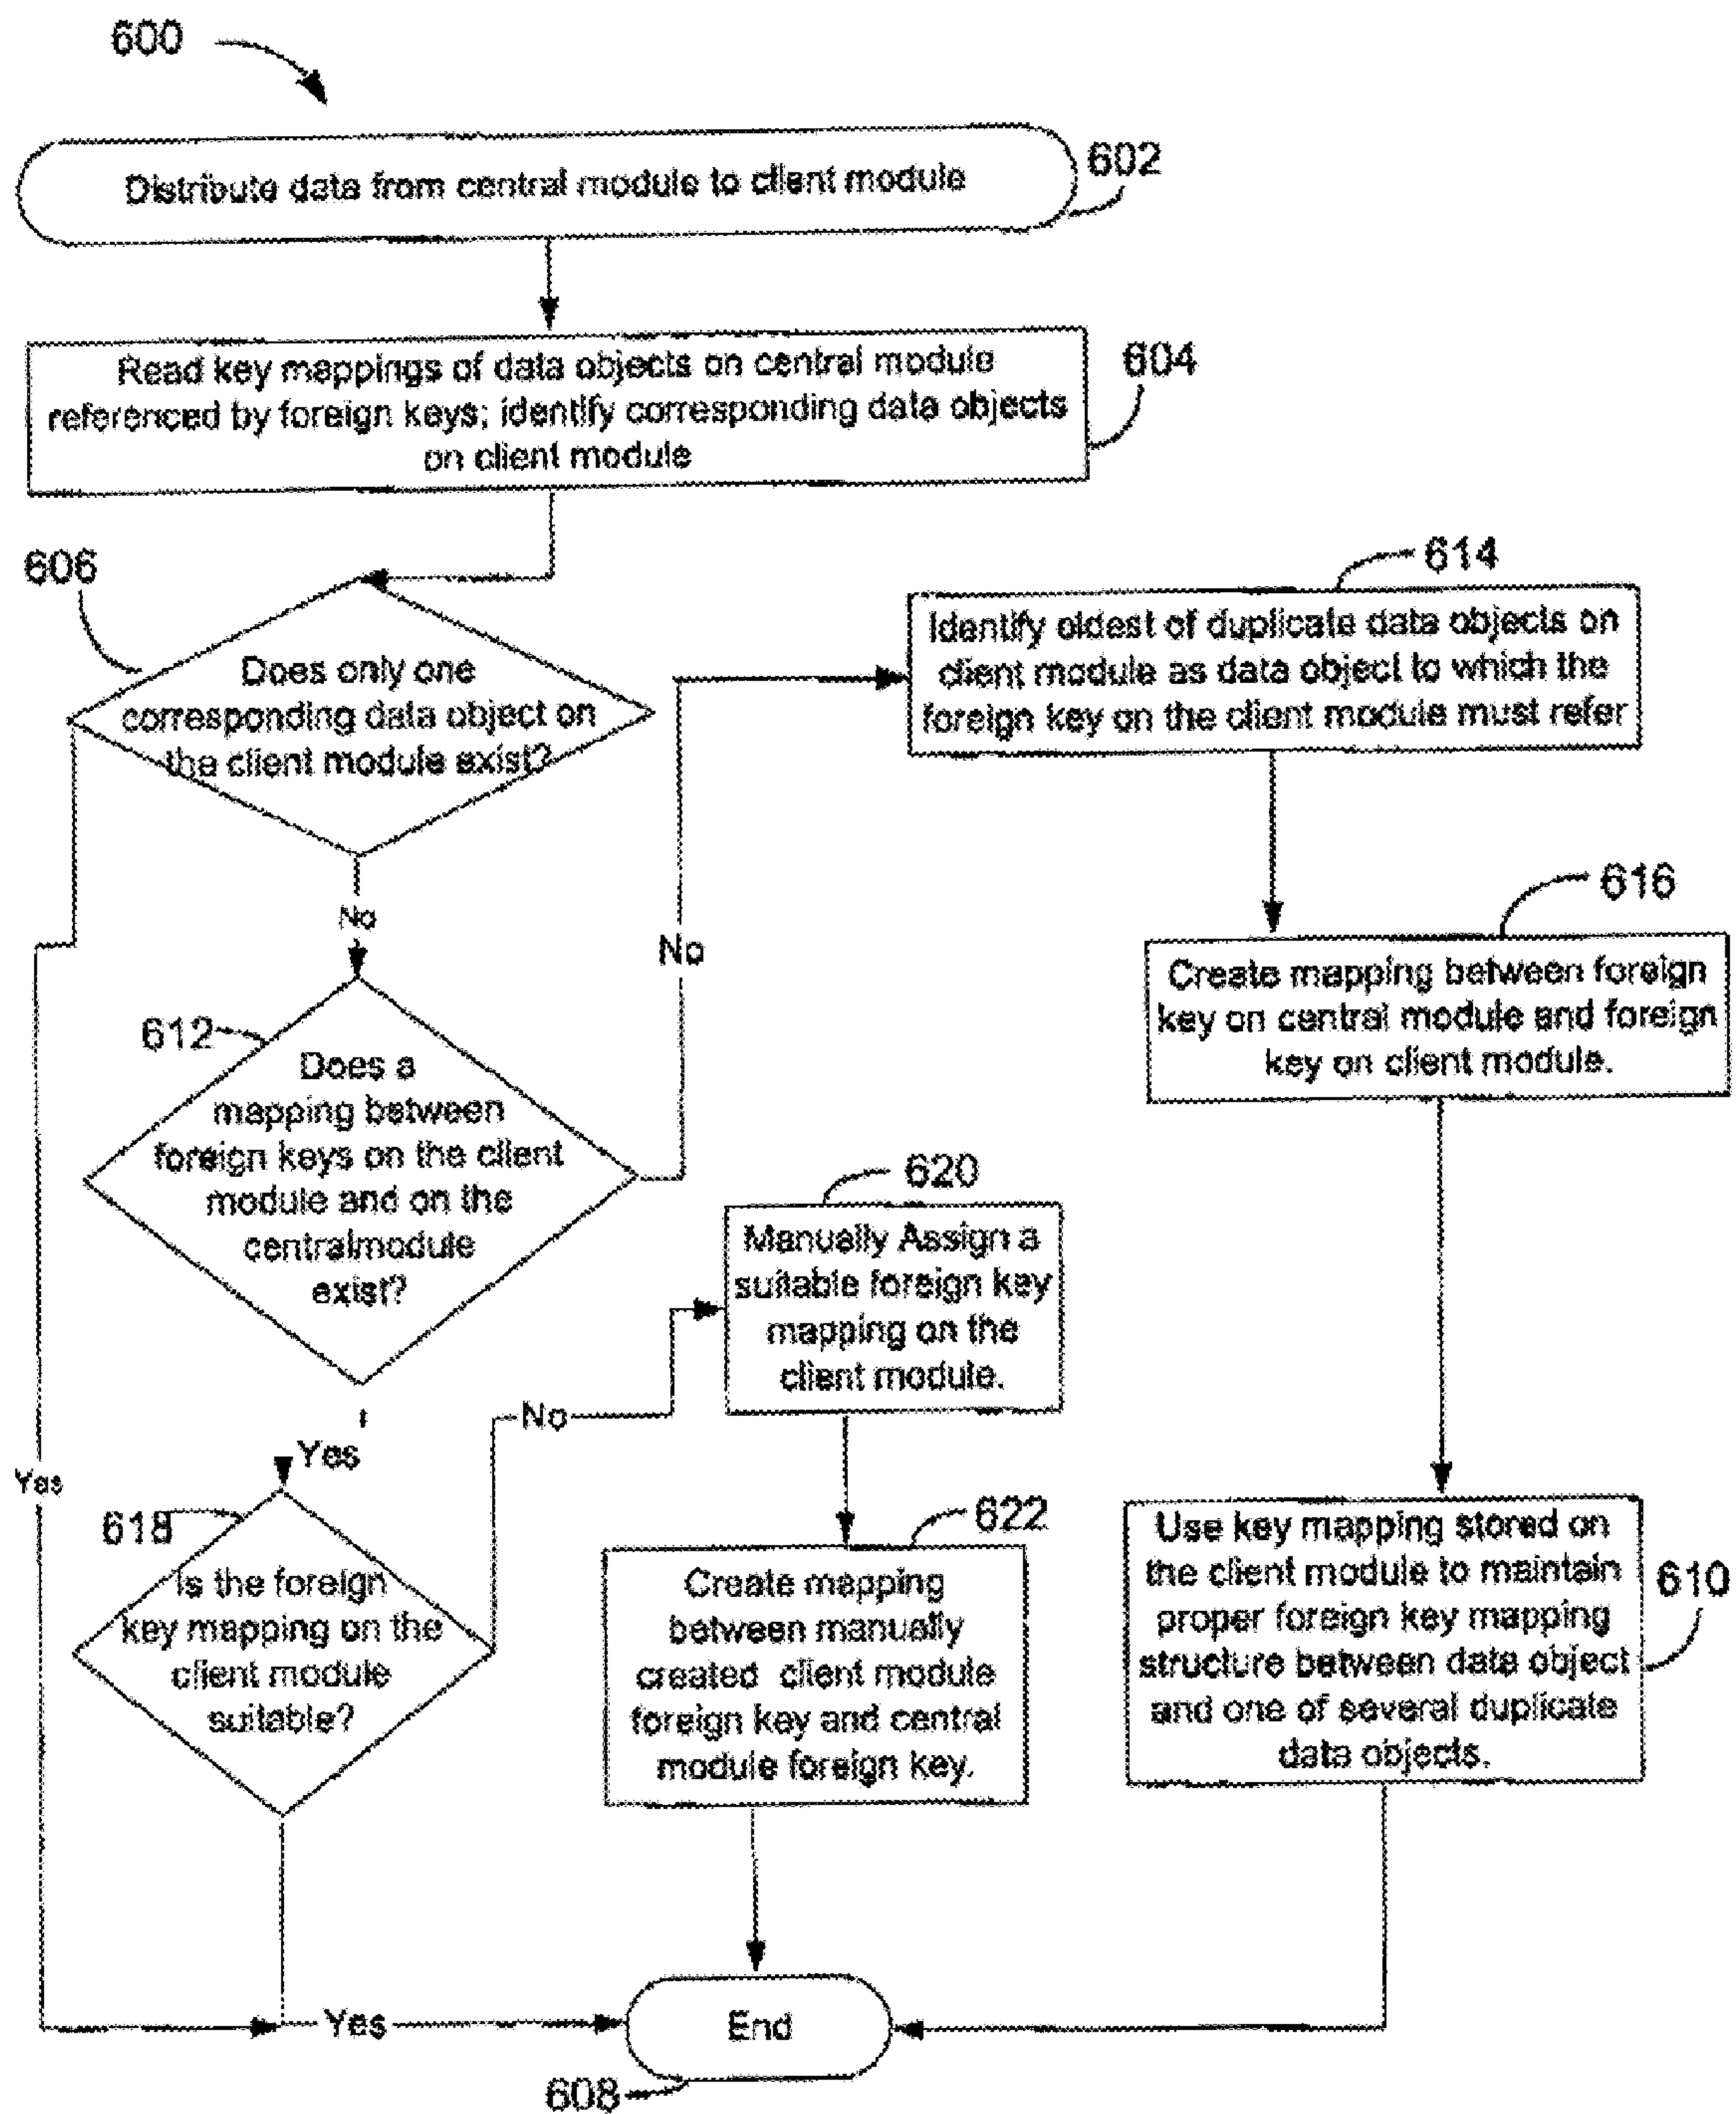 600
602
Distribute data from central module to client module
604
Read key mappings of data objects on central module
referenced by foreign keys; identify corresponding data objects
on client module
606
Does only one
corresponding data object on
the client module exist?
No
Yes
612
Does a
mapping between
foreign keys on the client
module and on the
centralmodule
exist?
No
Yes
614
Identify oldest of duplicate data objects on
client module as data object to which the
foreign key on the client module must refer
616
Create mapping between foreign
key on central module and foreign
key on client module.
618
Is the foreign
key mapping on the
client module
suitable?
No
Yes
620
Manually Assign a
suitable foreign key
mapping on the
client module.
622
Create mapping
between manually
created client module
foreign key and central
module foreign key.
610
Use key mapping stored on
the client module to maintain
proper foreign key mapping
structure between data object
and one of several duplicate
data objects.
End
608